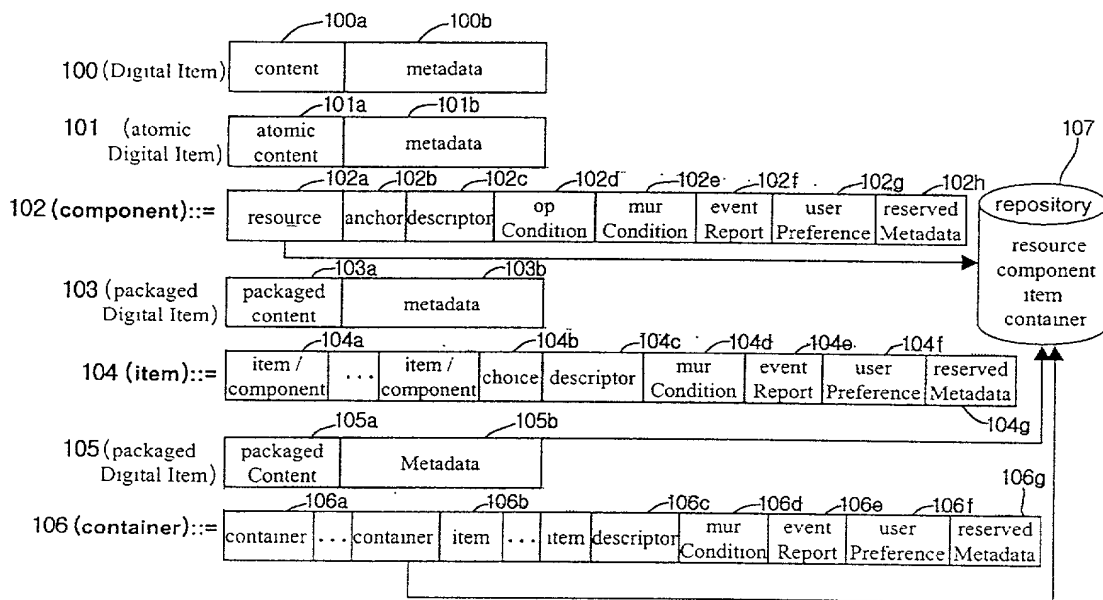 100a 100b
100 (Digital Item) content metadata
101a 101b
101 (atomic Digital Item) atomic content metadata
107
102a 102b 102c 102d 102e 102f 102g 102h
102 (component)::= resource anchor descriptor op Condition mur Condition event Report user Preference reserved Metadata
repository
resource
component
item
container
103a 103b
103 (packaged Digital Item) packaged content metadata
104a 104b 104c 104d 104e 104f
104 (item)::= item / component ... item / component choice descriptor mur Condition event Report user Preference reserved Metadata
104g
105a 105b
105 (packaged Digital Item) packaged Content Metadata
106a 106b 106c 106d 106e 106f 106g
106 (container)::= container ... container item ... item descriptor mur Condition event Report user Preference reserved Metadata